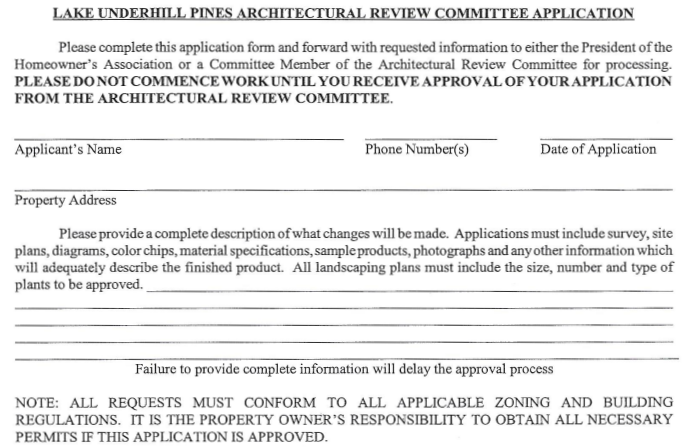 LAKE UNDERHILL PINES ARCHITECTURAL REVIEW COMMITTEE APPLICATION
Please complete this application form and forward with requested information to either the President of the
Homeowner's Association or a Committee Member of the Architectural Review Committee for processing.
PLEASE DO NOT COMMENCE WORK UNTIL YOU RECEIVE APPROVAL OF YOUR APPLICATION
FROM THE ARCHITECTURAL REVIEW COMMITTEE.
Applicant's Name Phone Number(s) Date of Application
Property Address
Please provide a complete description of what changes will be made. Applications must include survey, site
plans, diagrams, color chips, material specifications, sample products, photographs and any other information which
will adequately describe the finished product. All landscaping plans must include the size, number and type of
plants to be approved.
Failure to provide complete information will delay the approval process
NOTE: ALL REQUESTS MUST CONFORM TO ALL APPLICABLE ZONING AND BUILDING
REGULATIONS. IT IS THE PROPERTY OWNER'S RESPONSIBILITY TO OBTAIN ALL NECESSARY
PERMITS IF THIS APPLICATION IS APPROVED.